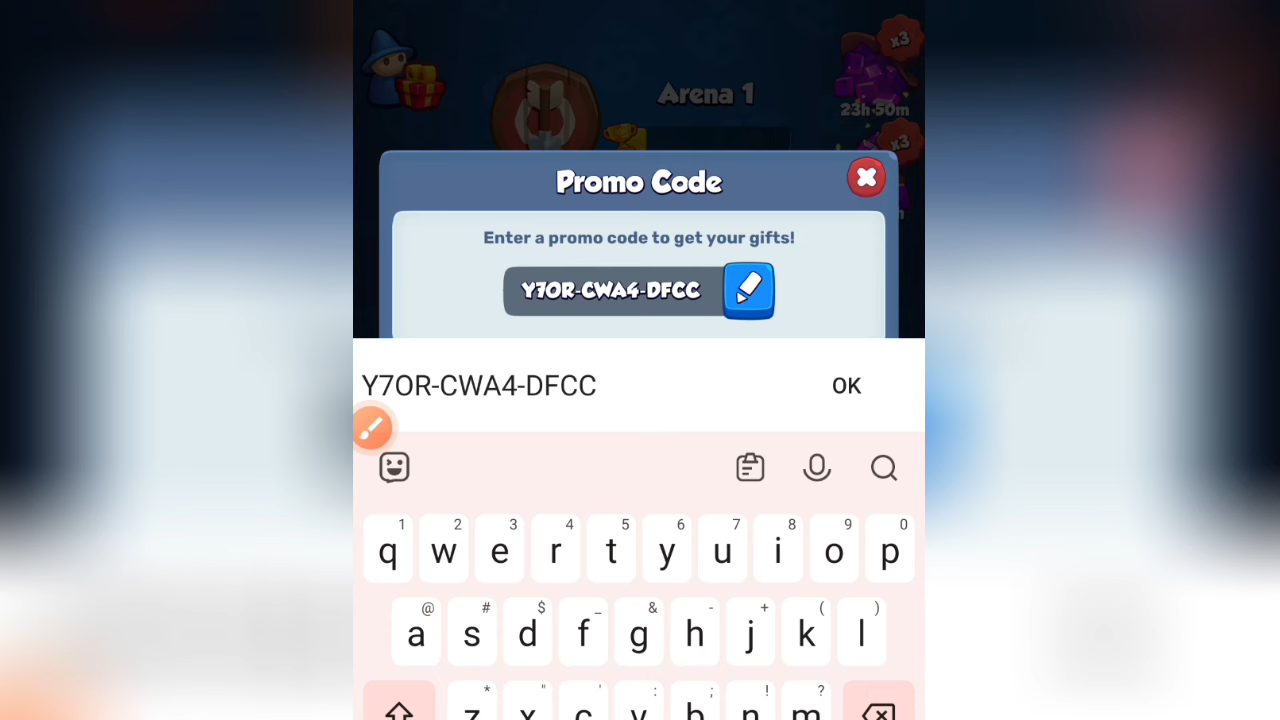 x3
Arena 1
23h 50m
x3
Promo Code
Enter a promo code to get your gifts!
Y7OR-CWA4-DFCC
Y7OR-CWA4-DFCC
OK
1 2 3 4 5 6 7 8 9 0
q w e r t y u i o p
@ # $ _ & - + ( )
a s d f g h j k l
* " ' : ; ! ?
z x c v b n m